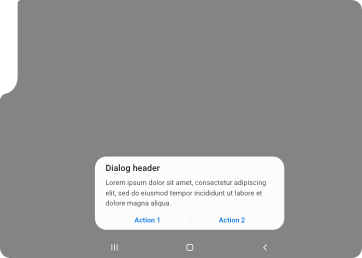 Dialog header
Lorem ipsum dolor sit amet, consectetur adipiscing
elit, sed do eiusmod tempor incididunt ut labore et
dolore magna aliqua.
Action 1
Action 2